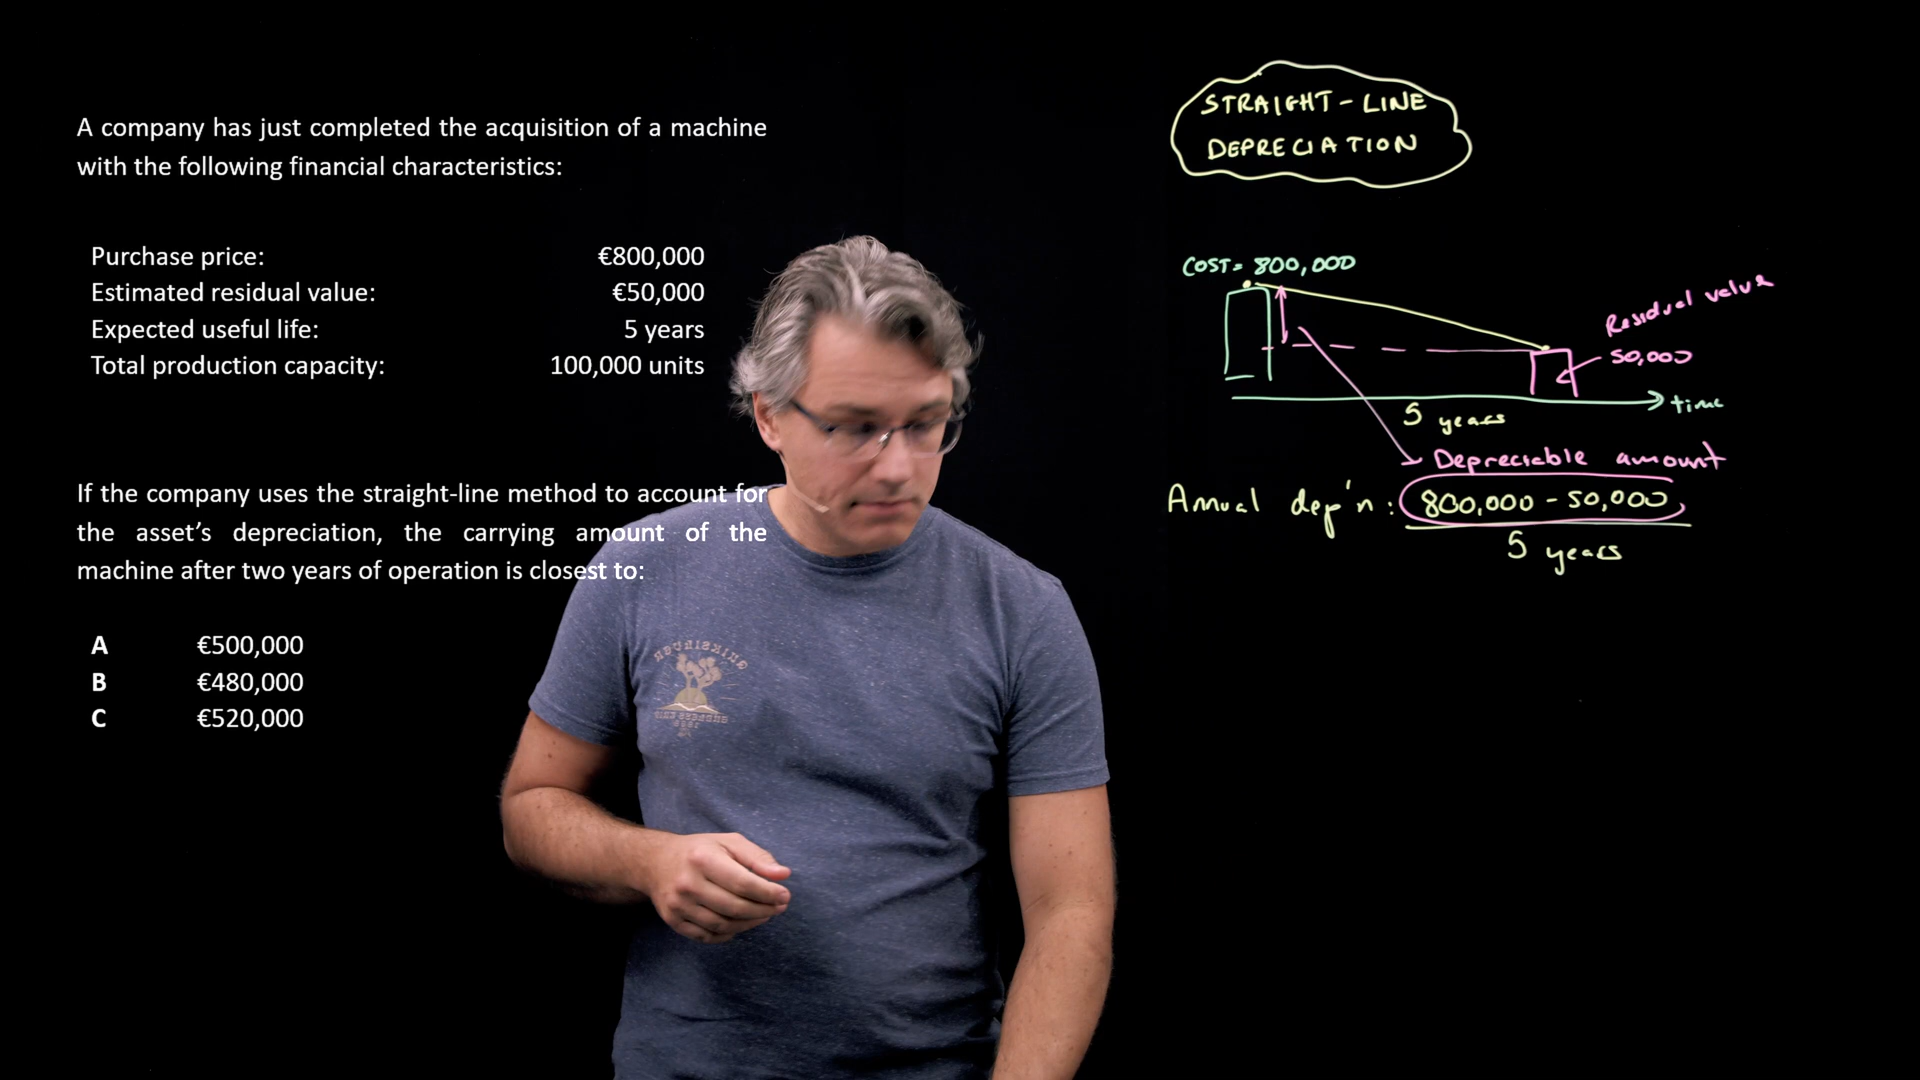 A company has just completed the acquisition of a machine
with the following financial characteristics:
Purchase price: €800,000
Estimated residual value: €50,000
Expected useful life: 5 years
Total production capacity: 100,000 units
If the company uses the straight-line method to account for
the asset’s depreciation, the carrying amount of the
machine after two years of operation is closest to:
A €500,000
B €480,000
C €520,000
STRAIGHT-LINE
DEPRECIATION
COST = 800,000
Residual value
50,000
time
5 years
Depreciable amount
Annual dep'n: 800,000 - 50,000
5 years
QUIKSILVER